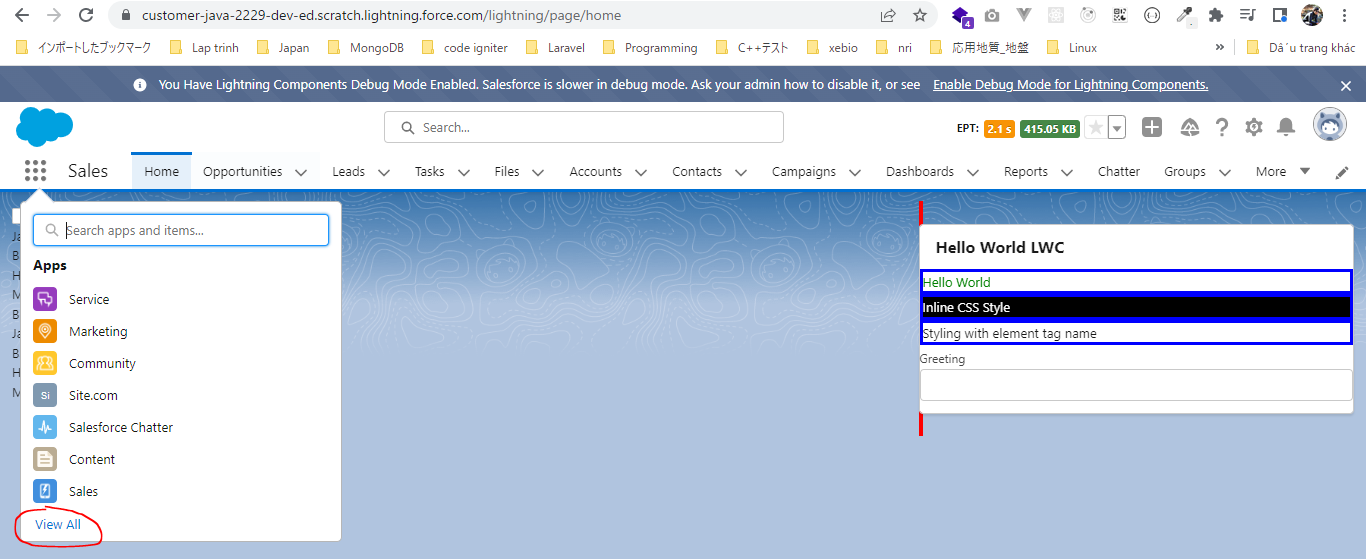 customer-java-2229-dev-ed.scratch.lightning.force.com/lightning/page/home
4
インポートしたブックマーク Lap trinh Japan MongoDB code igniter Laravel Programming C++テスト xebio nri 応用地質_地盤 Linux » Dấu trang khác
You Have Lightning Components Debug Mode Enabled. Salesforce is slower in debug mode. Ask your admin how to disable it, or see Enable Debug Mode for Lightning Components.
Search...
EPT: 2.1 s 415.05 KB
Sales Home Opportunities Leads Tasks Files Accounts Contacts Campaigns Dashboards Reports Chatter Groups More
Search apps and items...
Apps
Service
Marketing
Community
Si Site.com
Salesforce Chatter
Content
Sales
View All
Hello World LWC
Hello World
Inline CSS Style
Styling with element tag name
Greeting